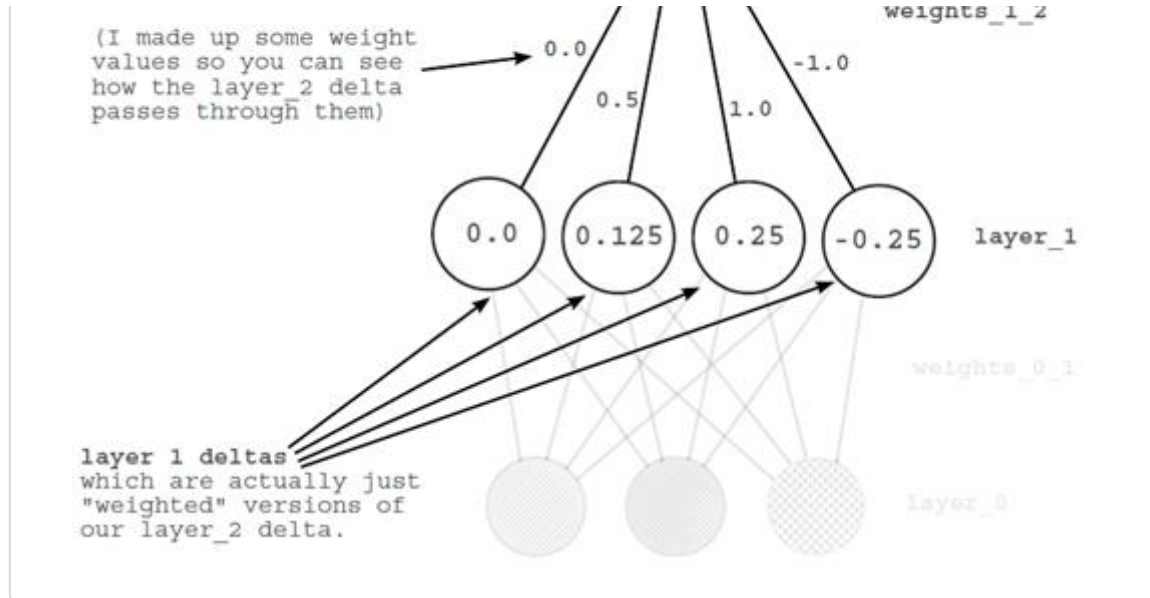 weights_1_2
(I made up some weight
values so you can see
how the layer_2 delta
passes through them)
0.0
-1.0
0.5
1.0
0.0
0.125
0.25
-0.25
layer_1
weights_0_1
layer 1 deltas
which are actually just
"weighted" versions of
our layer_2 delta.
layer_0